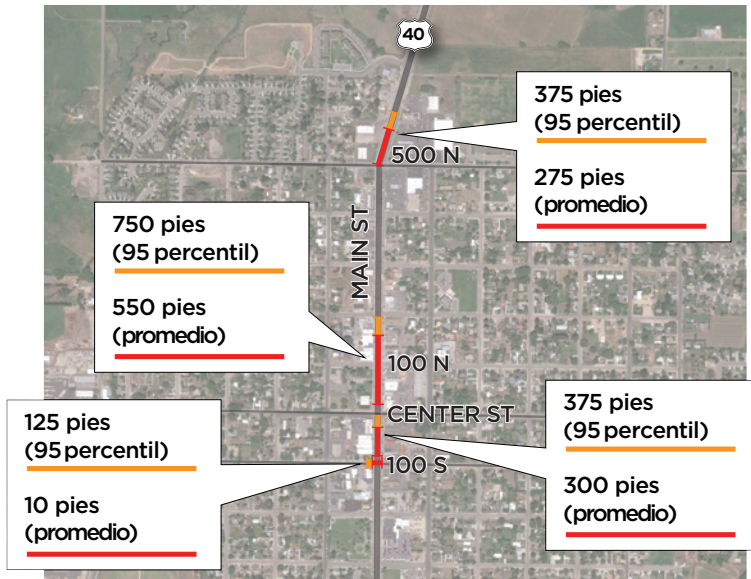 40
375 pies
(95 percentil)
275 pies
(promedio)
500 N
750 pies
(95 percentil)
550 pies
(promedio)
MAIN ST
100 N
CENTER ST
375 pies
(95 percentil)
300 pies
(promedio)
125 pies
(95 percentil)
10 pies
(promedio)
100 S